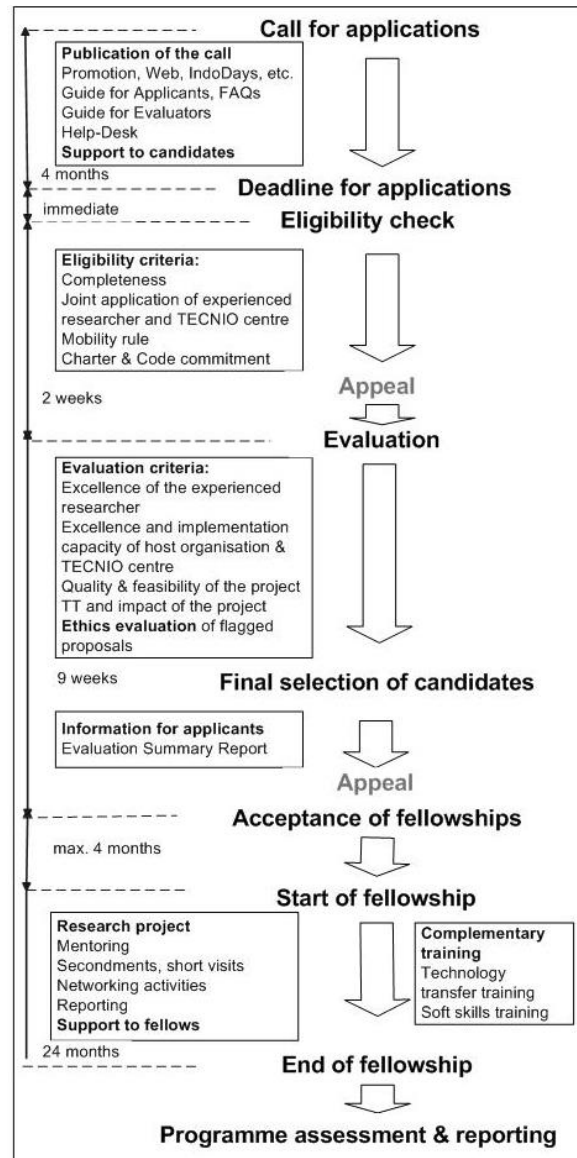 Call for applications
Publication of the call
Promotion, Web, IndoDays, etc.
Guide for Applicants, FAQs
Guide for Evaluators
Help-Desk
Support to candidates
4 months
Deadline for applications
immediate
Eligibility check
Eligibility criteria:
Completeness
Joint application of experienced
researcher and TECNIO centre
Mobility rule
Charter & Code commitment
Appeal
2 weeks
Evaluation
Evaluation criteria:
Excellence of the experienced
researcher
Excellence and implementation
capacity of host organisation &
TECNIO centre
Quality & feasibility of the project
TT and impact of the project
Ethics evaluation of flagged
proposals
9 weeks
Final selection of candidates
Information for applicants
Evaluation Summary Report
Appeal
Acceptance of fellowships
max. 4 months
Start of fellowship
Research project
Mentoring
Secondments, short visits
Networking activities
Reporting
Support to fellows
Complementary
training
Technology
transfer training
Soft skills training
24 months
End of fellowship
Programme assessment & reporting